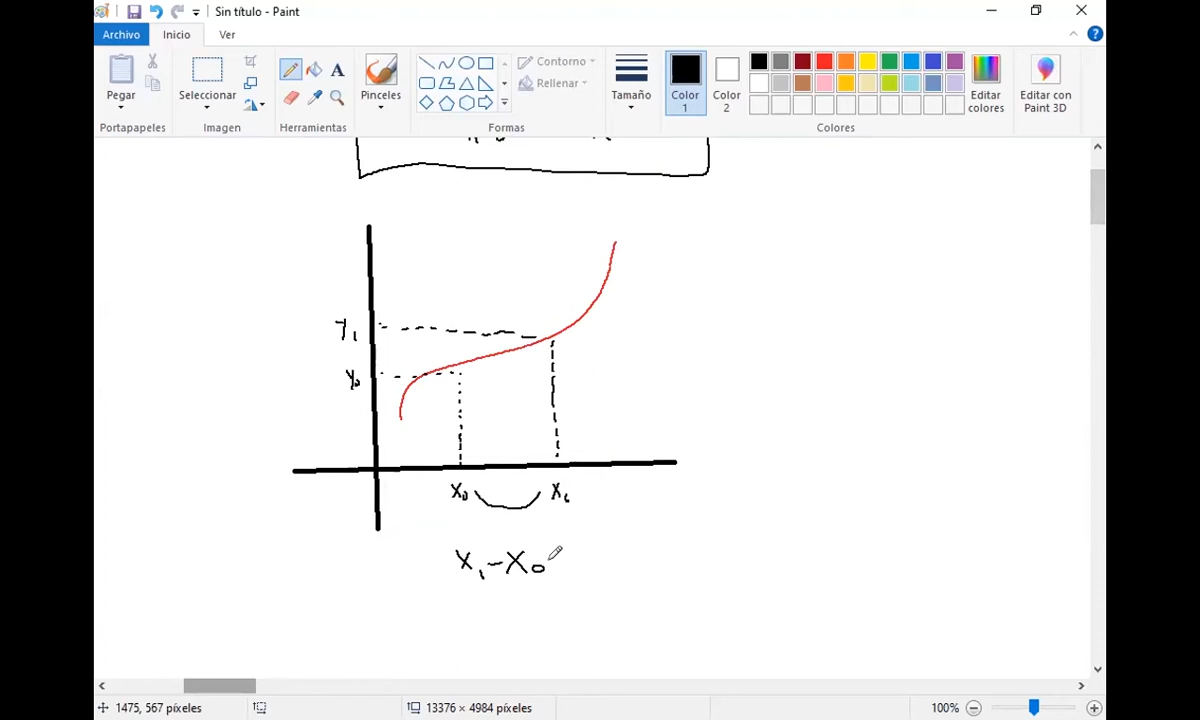 Sin título - Paint
Archivo Inicio Ver
Pegar
Seleccionar
A
Pinceles
Contorno
Rellenar
Tamaño
Color 1
Color 2
Editar colores
Editar con Paint 3D
Portapapeles Imagen Herramientas Formas Colores
Y₁
Y₀
X₀ X₁
X₁-X₀
1475, 567 píxeles 13376 × 4984 píxeles 100%